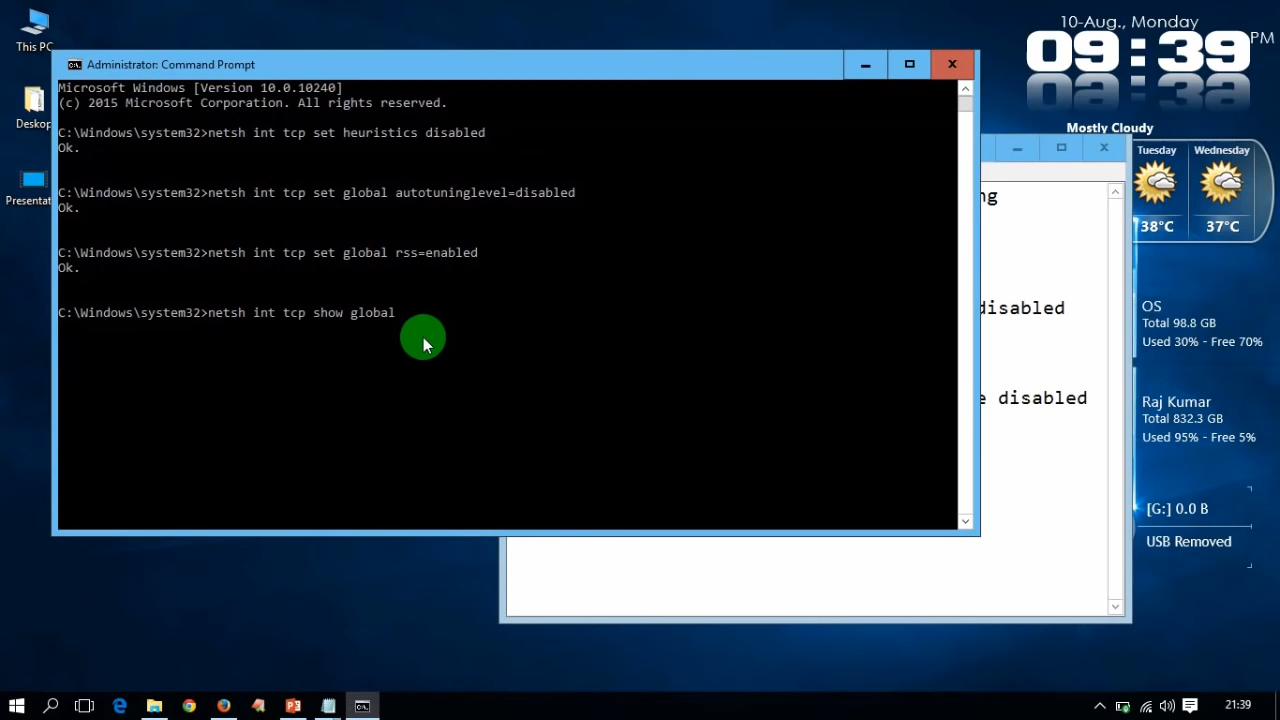 This PC
Deskop
Presentat
Administrator: Command Prompt
Microsoft Windows [Version 10.0.10240]
(c) 2015 Microsoft Corporation. All rights reserved.
C:\Windows\system32>netsh int tcp set heuristics disabled
Ok.
C:\Windows\system32>netsh int tcp set global autotuninglevel=disabled
Ok.
C:\Windows\system32>netsh int tcp set global rss=enabled
Ok.
C:\Windows\system32>netsh int tcp show global
ng
disabled
e disabled
10-Aug., Monday
09:39 PM
Mostly Cloudy
Tuesday Wednesday
38°C 37°C
OS
Total 98.8 GB
Used 30% - Free 70%
Raj Kumar
Total 832.3 GB
Used 95% - Free 5%
[G:] 0.0 B
USB Removed
21:39